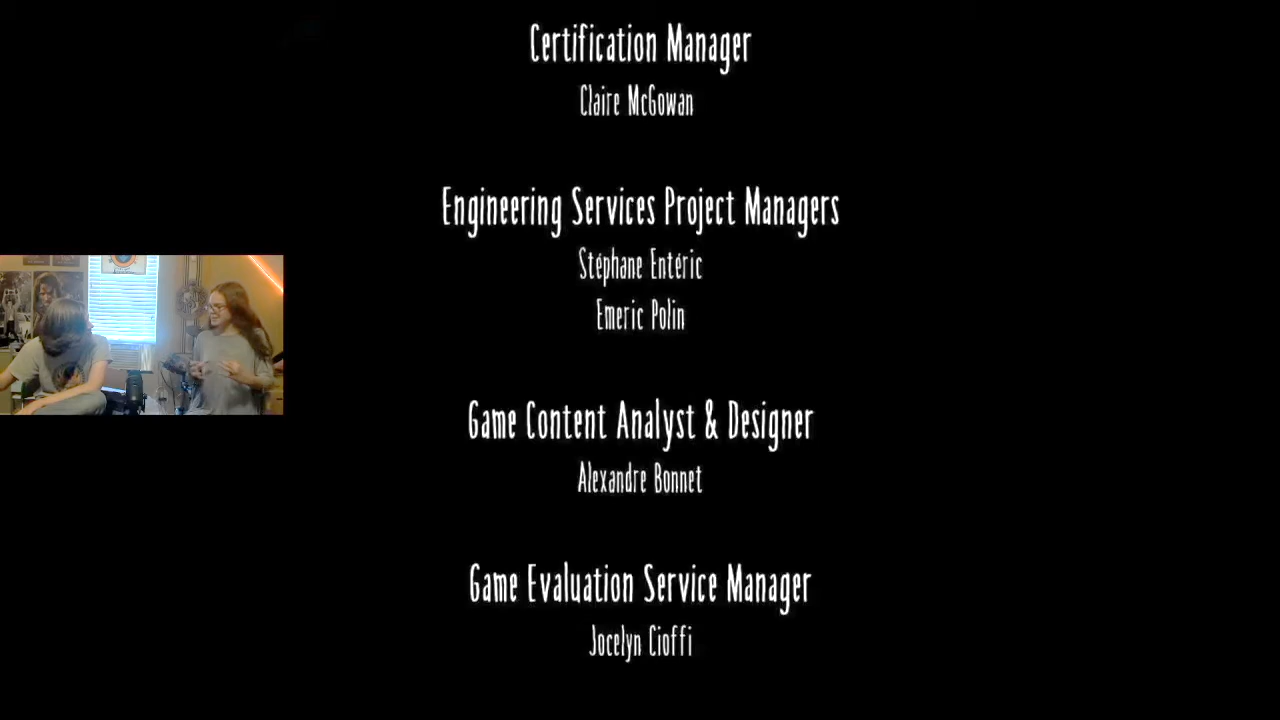 Certification Manager
Claire McGowan
Engineering Services Project Managers
Stéphane Entéric
Emeric Polin
Game Content Analyst & Designer
Alexandre Bonnet
Game Evaluation Service Manager
Jocelyn Cioffi